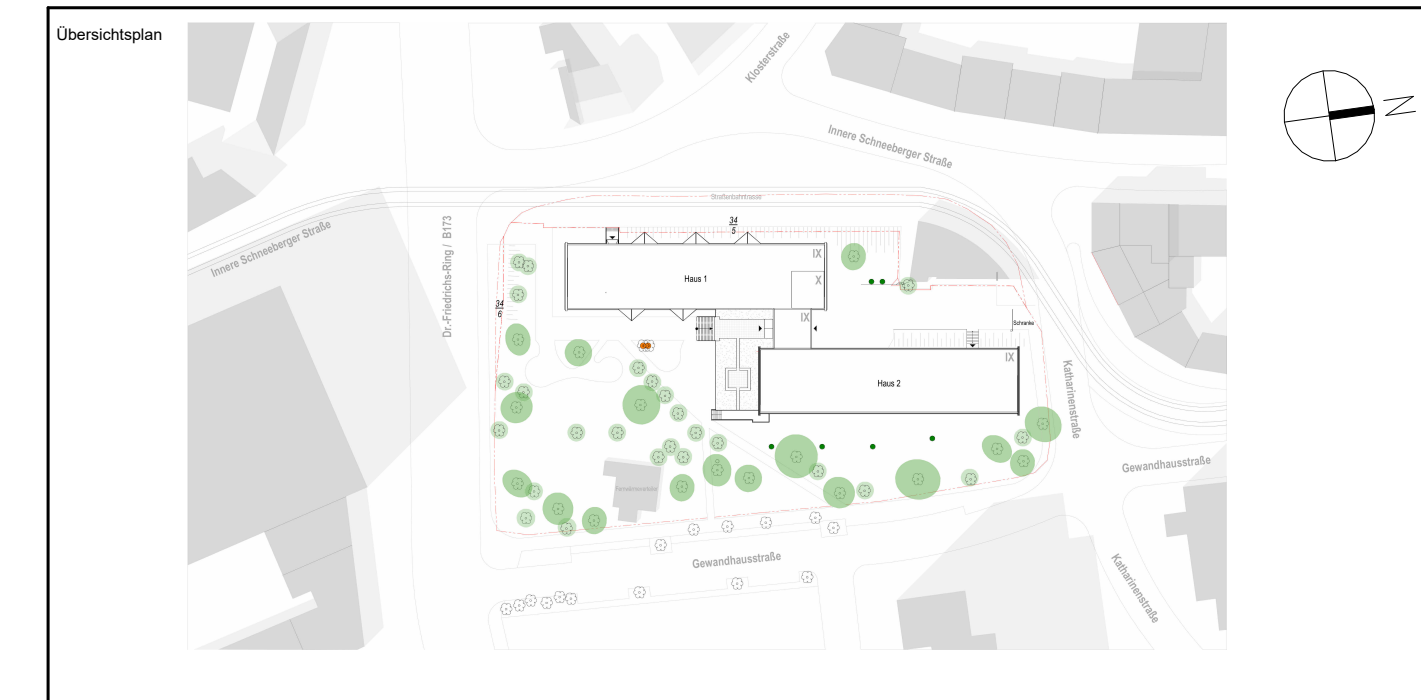 Übersichtsplan
Klosterstraße
N
Innere Schneeberger Straße
Straßenbahntrasse
34
5
Dr.-Friedrichs-Ring / B173
Innere Schneeberger Straße
IX
Haus 1
X
I
34
6
IX
Schranke
IX
Haus 2
Katharinenstraße
Gewandhausstraße
Gewandhausstraße
Katharinenstraße